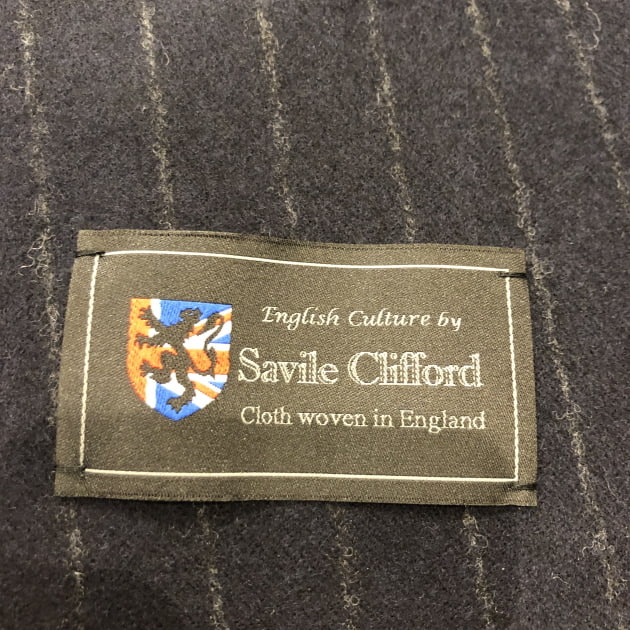 English Culture by
Savile Clifford
Cloth woven in England